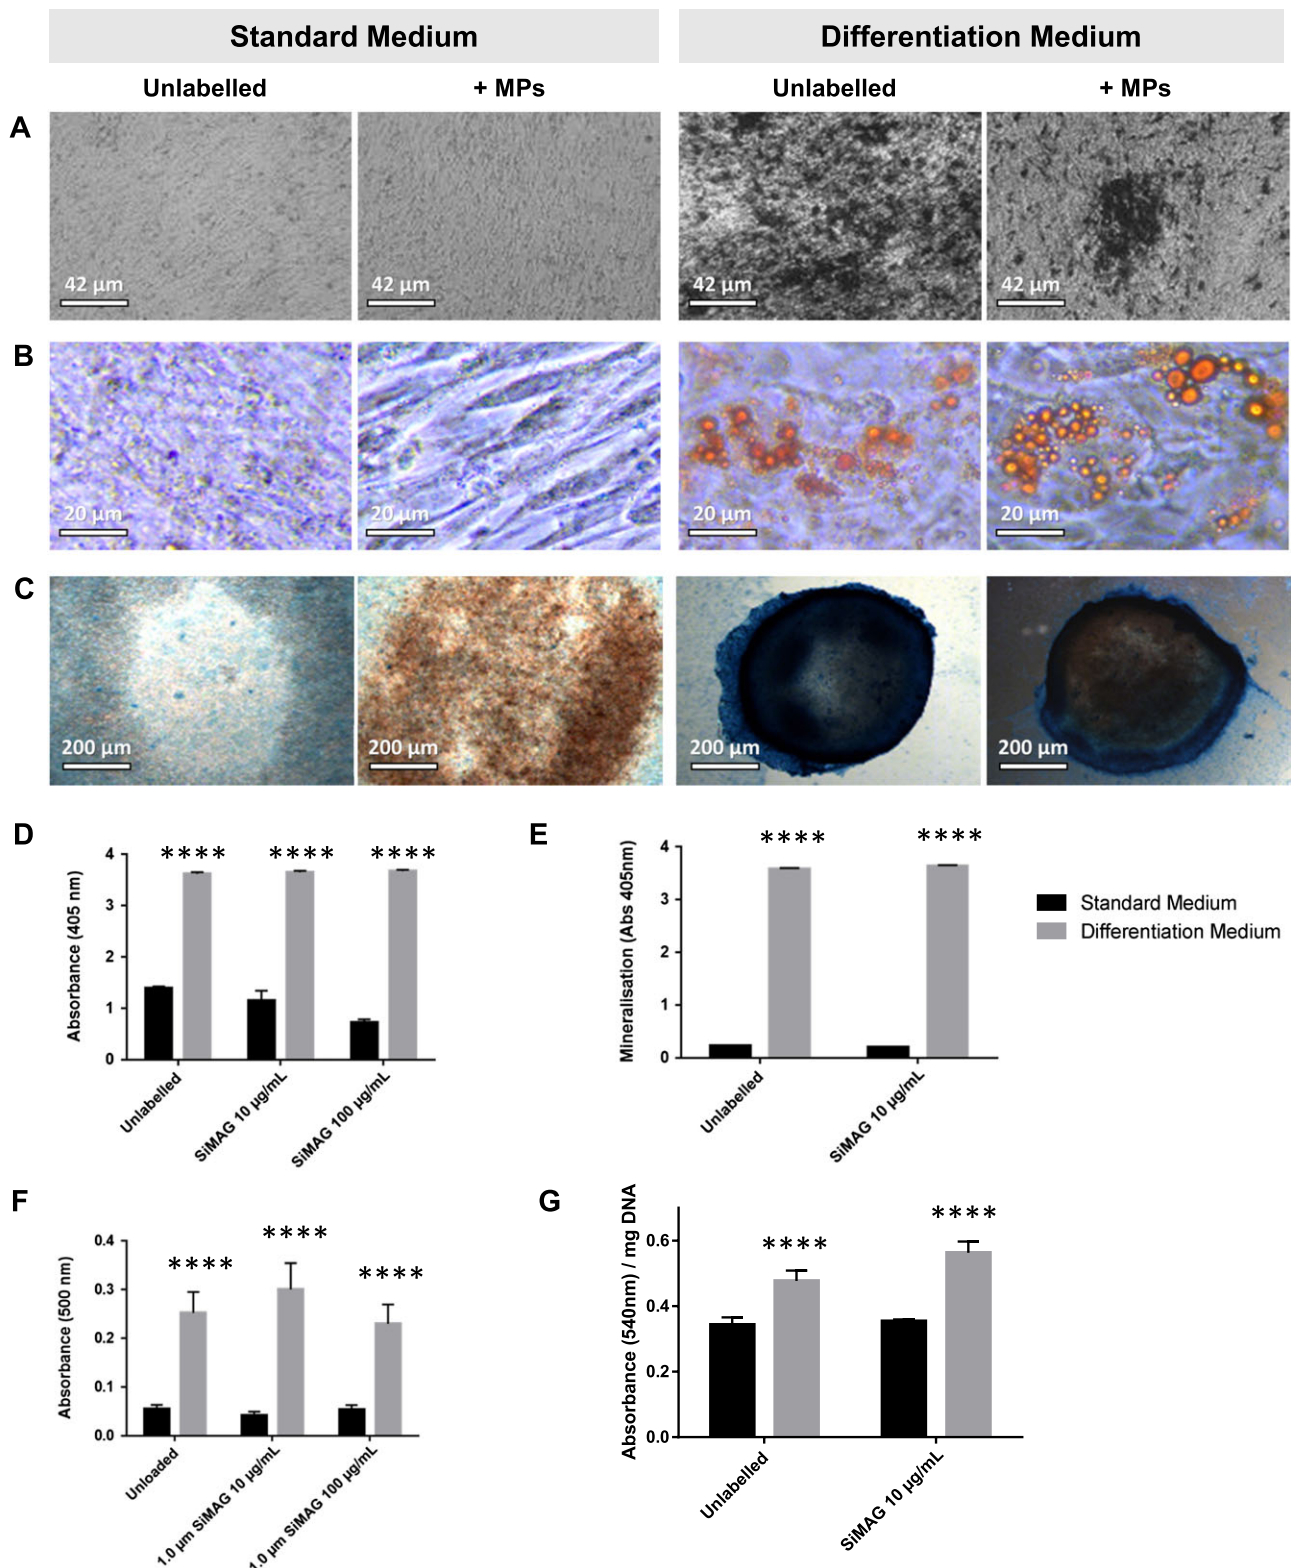 Standard Medium
Differentiation Medium
Unlabelled
+ MPs
Unlabelled
+ MPs
A
42 µm
42 µm
42 µm
42 µm
B
20 µm
20 µm
20 µm
20 µm
C
200 µm
200 µm
200 µm
200 µm
D
Absorbance (405 nm)
4
3
2
1
0
****
****
****
Unlabelled
SiMAG 10 µg/mL
SiMAG 100 µg/mL
E
Mineralisation (Abs 405nm)
4
3
2
1
0
****
****
Unlabelled
SiMAG 10 µg/mL
Standard Medium
Differentiation Medium
F
Absorbance (500 nm)
0.4
0.3
0.2
0.1
0.0
****
****
****
Unloaded
1.0 µm SiMAG 10 µg/mL
1.0 µm SiMAG 100 µg/mL
G
Absorbance (540nm) / mg DNA
0.6
0.4
0.2
0.0
****
****
Unlabelled
SiMAG 10 µg/mL